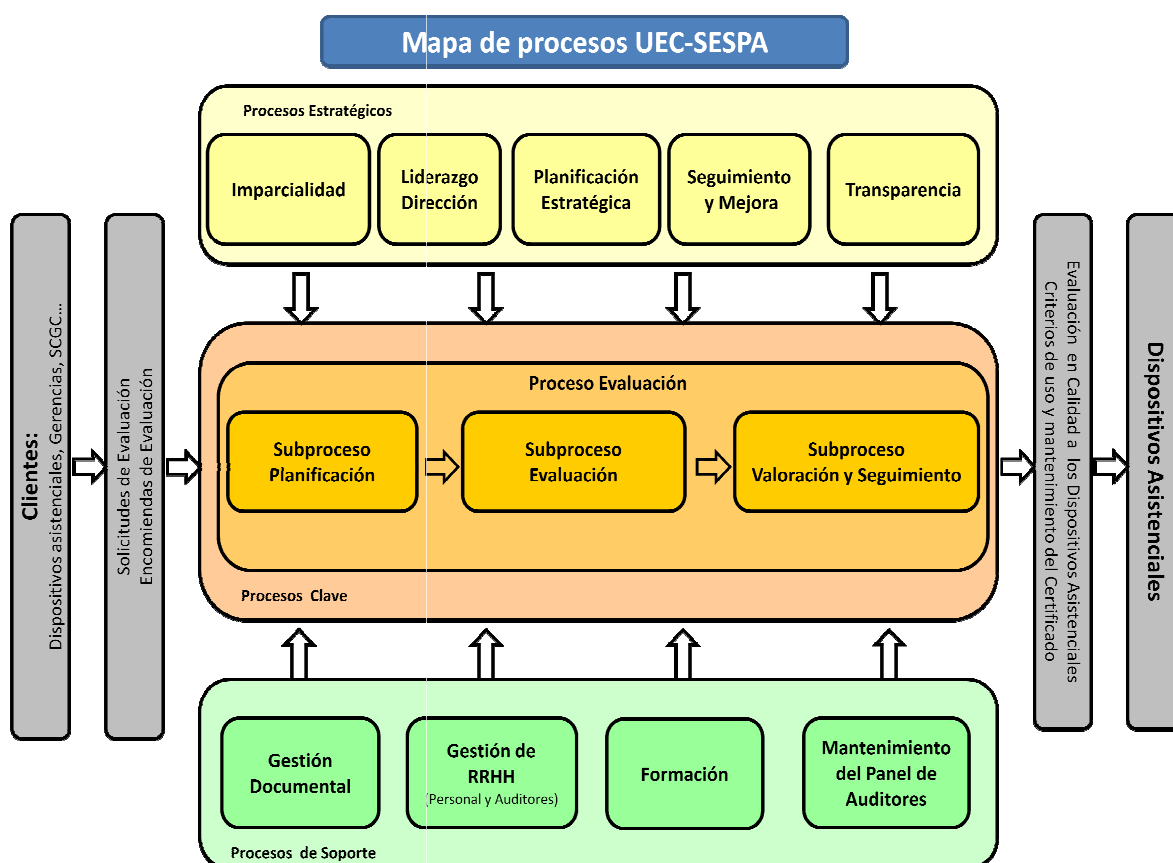 Mapa de procesos UEC-SESPA
Procesos Estratégicos
Imparcialidad
Liderazgo
Dirección
Planificación
Estratégica
Seguimiento
y Mejora
Transparencia
Clientes:
Dispositivos asistenciales, Gerencias, SCGC...
Solicitudes de Evaluación
Encomiendas de Evaluación
Proceso Evaluación
Subproceso
Planificación
Subproceso
Evaluación
Subproceso
Valoración y Seguimiento
Procesos Clave
Evaluación en Calidad a los Dispositivos Asistenciales
Criterios de uso y mantenimiento del Certificado
Dispositivos Asistenciales
Gestión
Documental
Gestión de
RRHH
(Personal y Auditores)
Formación
Mantenimiento
del Panel de
Auditores
Procesos de Soporte